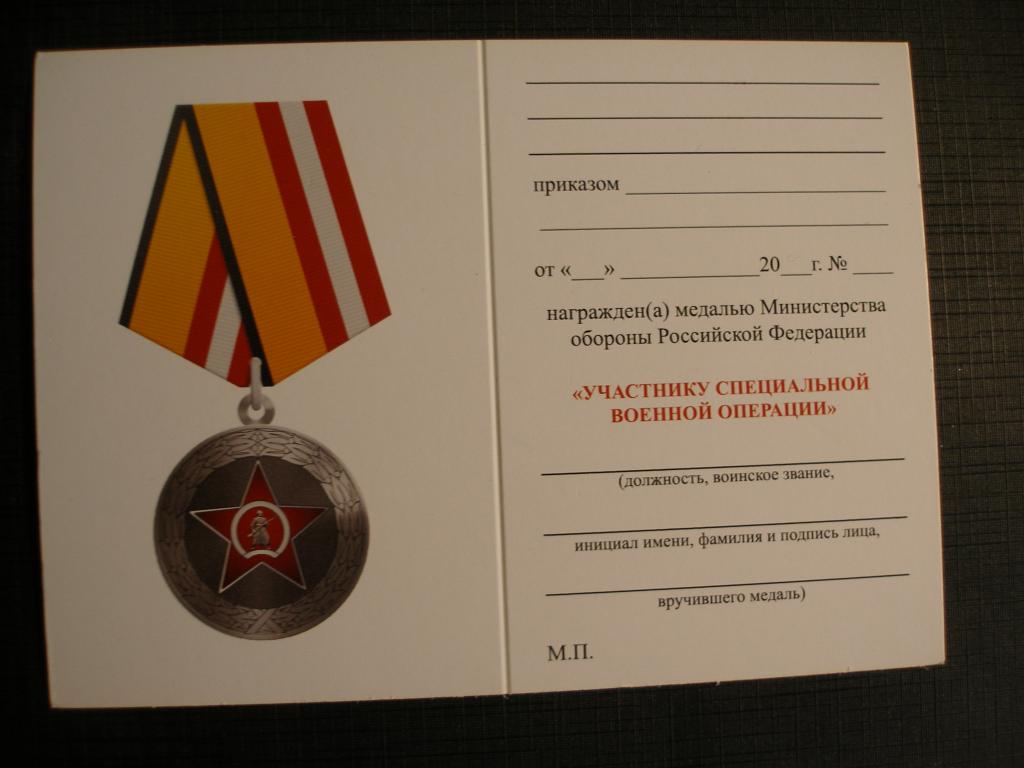 приказом
от «___» ____________20___г. № ____
награжден(а) медалью Министерства
обороны Российской Федерации
«УЧАСТНИКУ СПЕЦИАЛЬНОЙ
ВОЕННОЙ ОПЕРАЦИИ»
(должность, воинское звание,
инициал имени, фамилия и подпись лица,
вручившего медаль)
М.П.